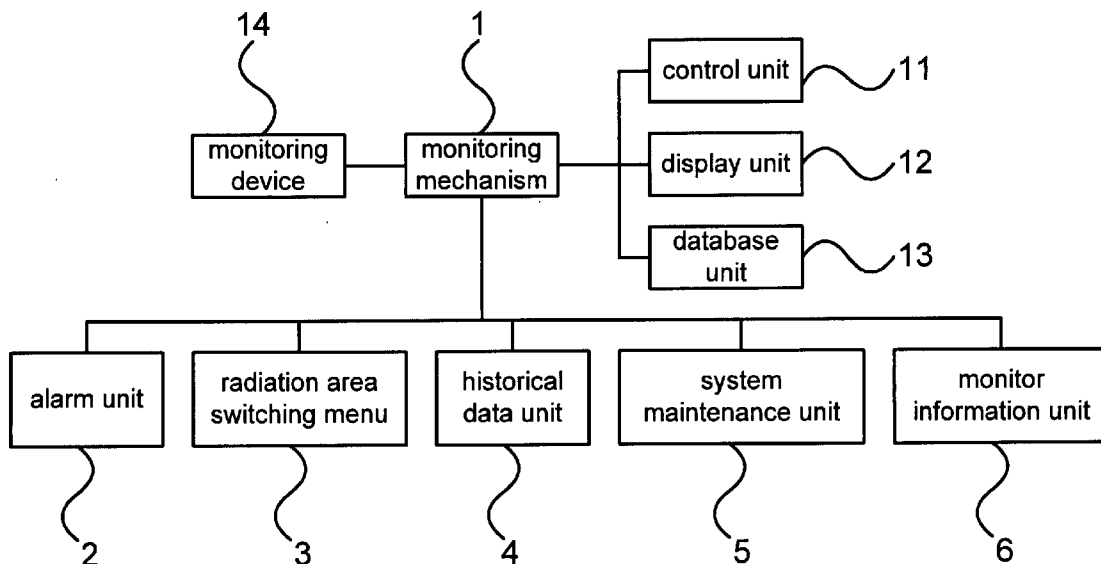 14
1
control unit
11
monitoring
device
monitoring
mechanism
display unit
12
database
unit
13
alarm unit
radiation area
switching menu
historical
data unit
system
maintenance unit
monitor
information unit
2
3
4
5
6